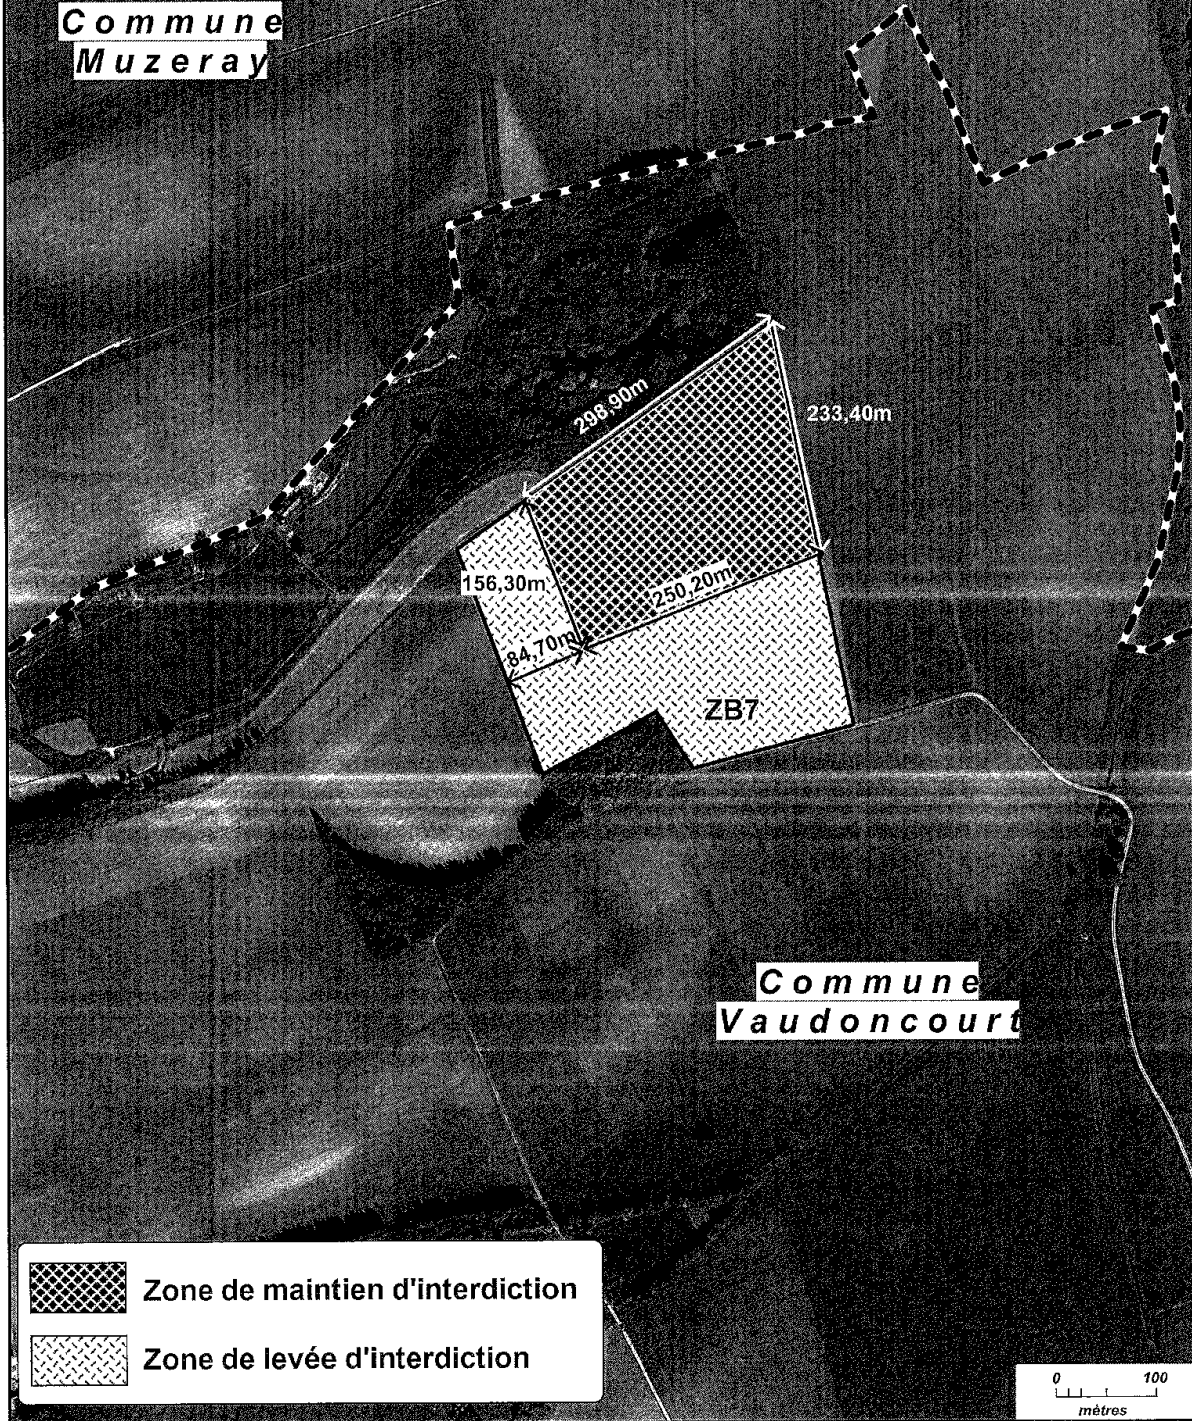 Commune
Muzeray
298,90m
233,40m
156,30m
250,20m
84,70m
ZB7
Commune
Vaudoncourt
Zone de maintien d'interdiction
Zone de levée d'interdiction
0 100
mètres